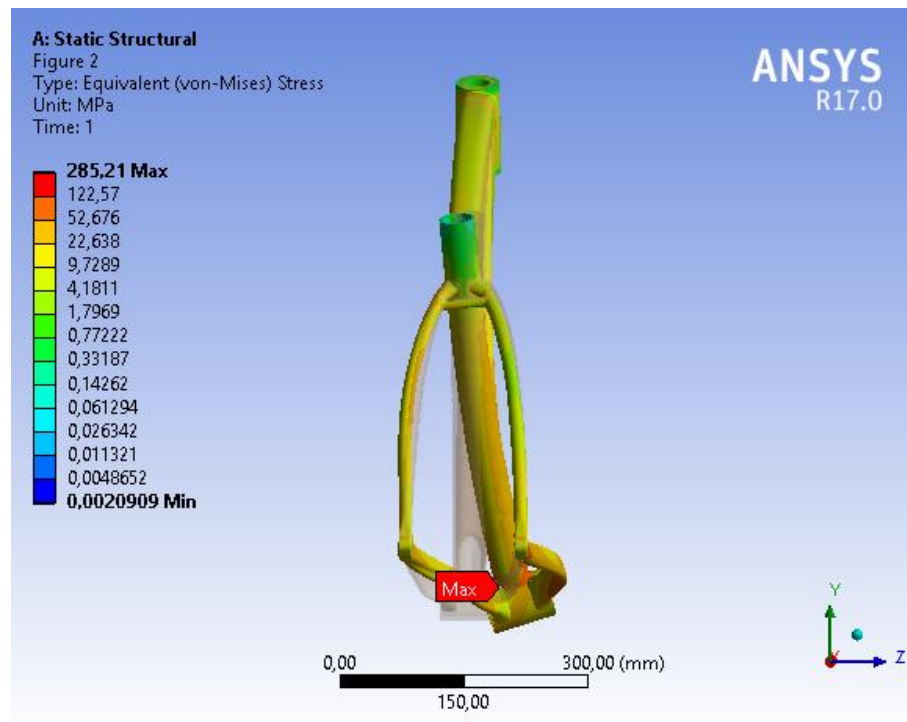 A: Static Structural
Figure 2
Type: Equivalent (von-Mises) Stress
Unit: MPa
Time: 1
ANSYS
R17.0
285,21 Max
122,57
52,676
22,638
9,7289
4,1811
1,7969
0,77222
0,33187
0,14262
0,061294
0,026342
0,011321
0,0048652
0,0020909 Min
Max
Y
Z
0,00
300,00 (mm)
150,00